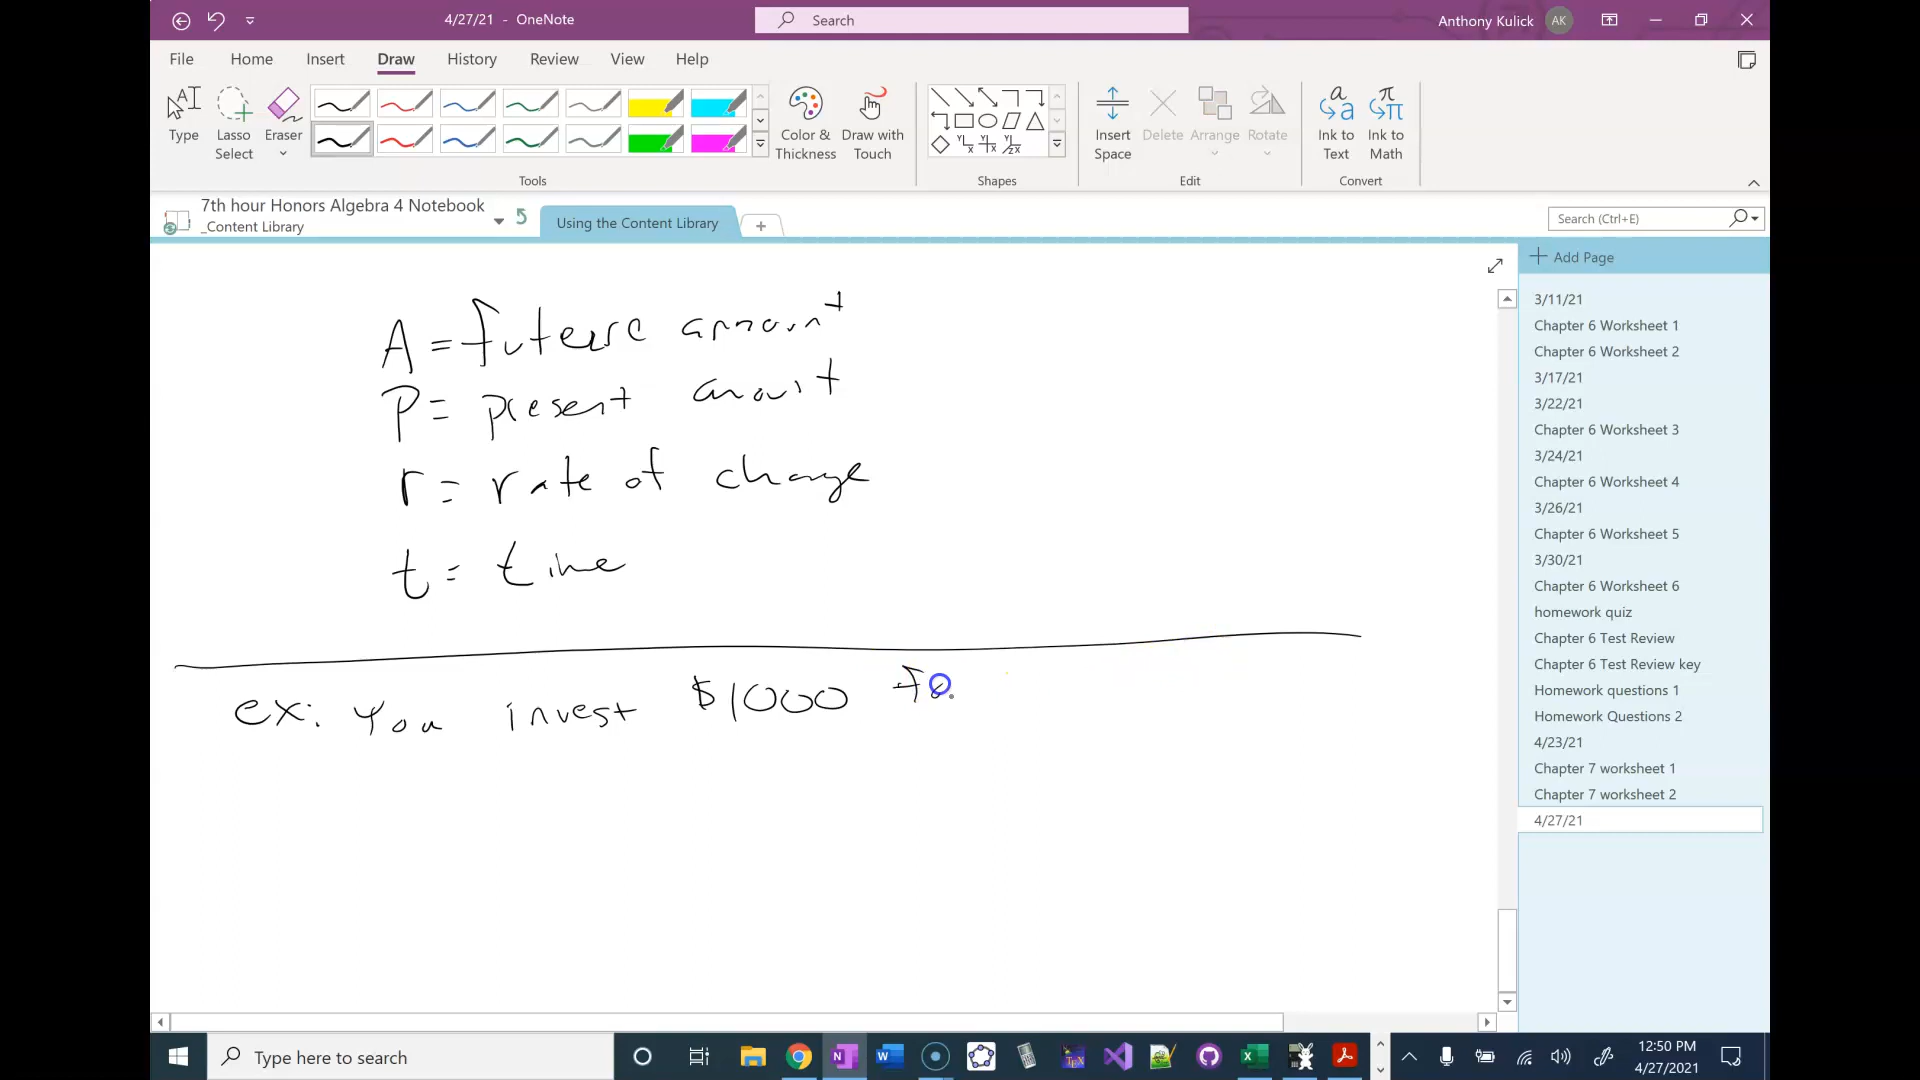 4/27/21 - OneNote
Search
Anthony Kulick AK
File Home Insert Draw History Review View Help
Type
Lasso Select
Eraser
Color & Thickness
Draw with Touch
Insert Space
Delete
Arrange
Rotate
Ink to Text
Ink to Math
Tools
Shapes
Edit
Convert
7th hour Honors Algebra 4 Notebook
_Content Library
Using the Content Library
Search (Ctrl+E)
Add Page
3/11/21
Chapter 6 Worksheet 1
Chapter 6 Worksheet 2
3/17/21
3/22/21
Chapter 6 Worksheet 3
3/24/21
Chapter 6 Worksheet 4
3/26/21
Chapter 6 Worksheet 5
3/30/21
Chapter 6 Worksheet 6
homework quiz
Chapter 6 Test Review
Chapter 6 Test Review key
Homework questions 1
Homework Questions 2
4/23/21
Chapter 7 worksheet 1
Chapter 7 worksheet 2
4/27/21
A = future amount
P = present amount
r = rate of change
t = time
ex: You invest $1000 fo
Type here to search
12:50 PM
4/27/2021